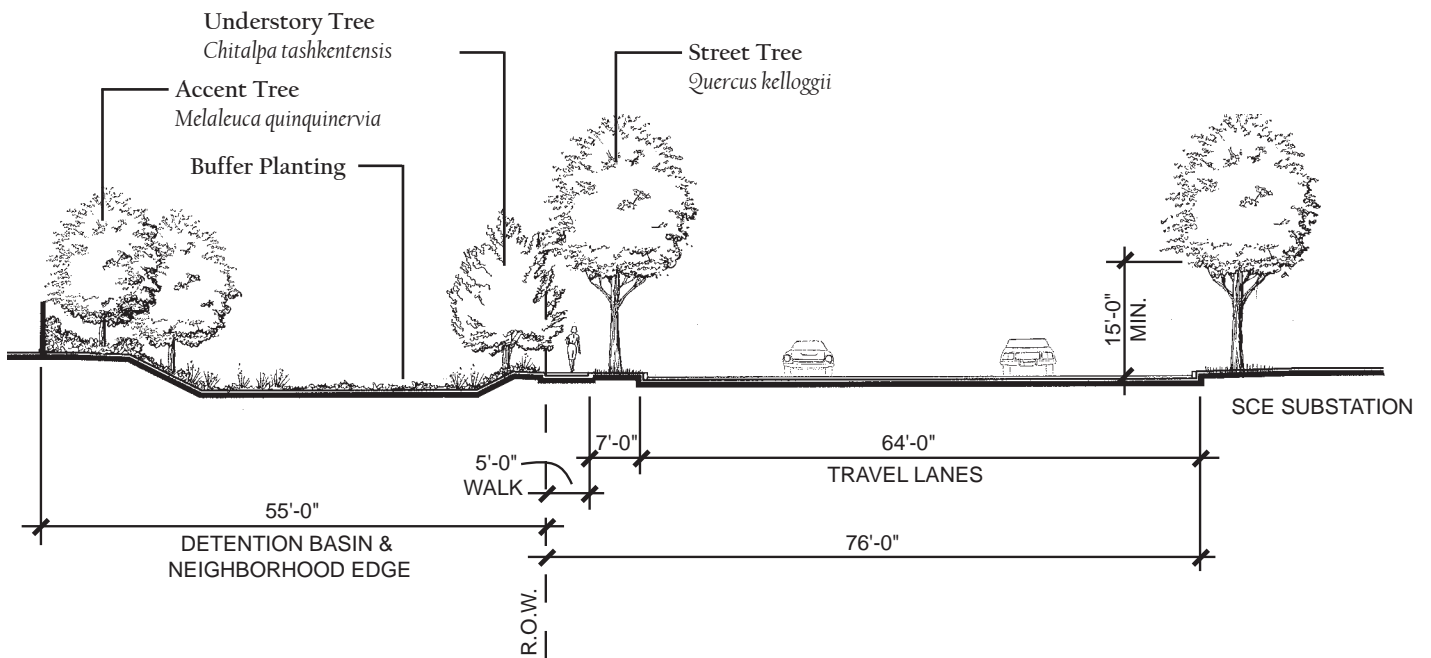 Understory Tree
Chitalpa tashkentensis
Street Tree
Quercus kelloggii
Accent Tree
Melaleuca quinquinervia
Buffer Planting
15'-0"
MIN.
SCE SUBSTATION
7'-0"
64'-0"
TRAVEL LANES
5'-0"
WALK
55'-0"
DETENTION BASIN &
NEIGHBORHOOD EDGE
76'-0"
R.O.W.